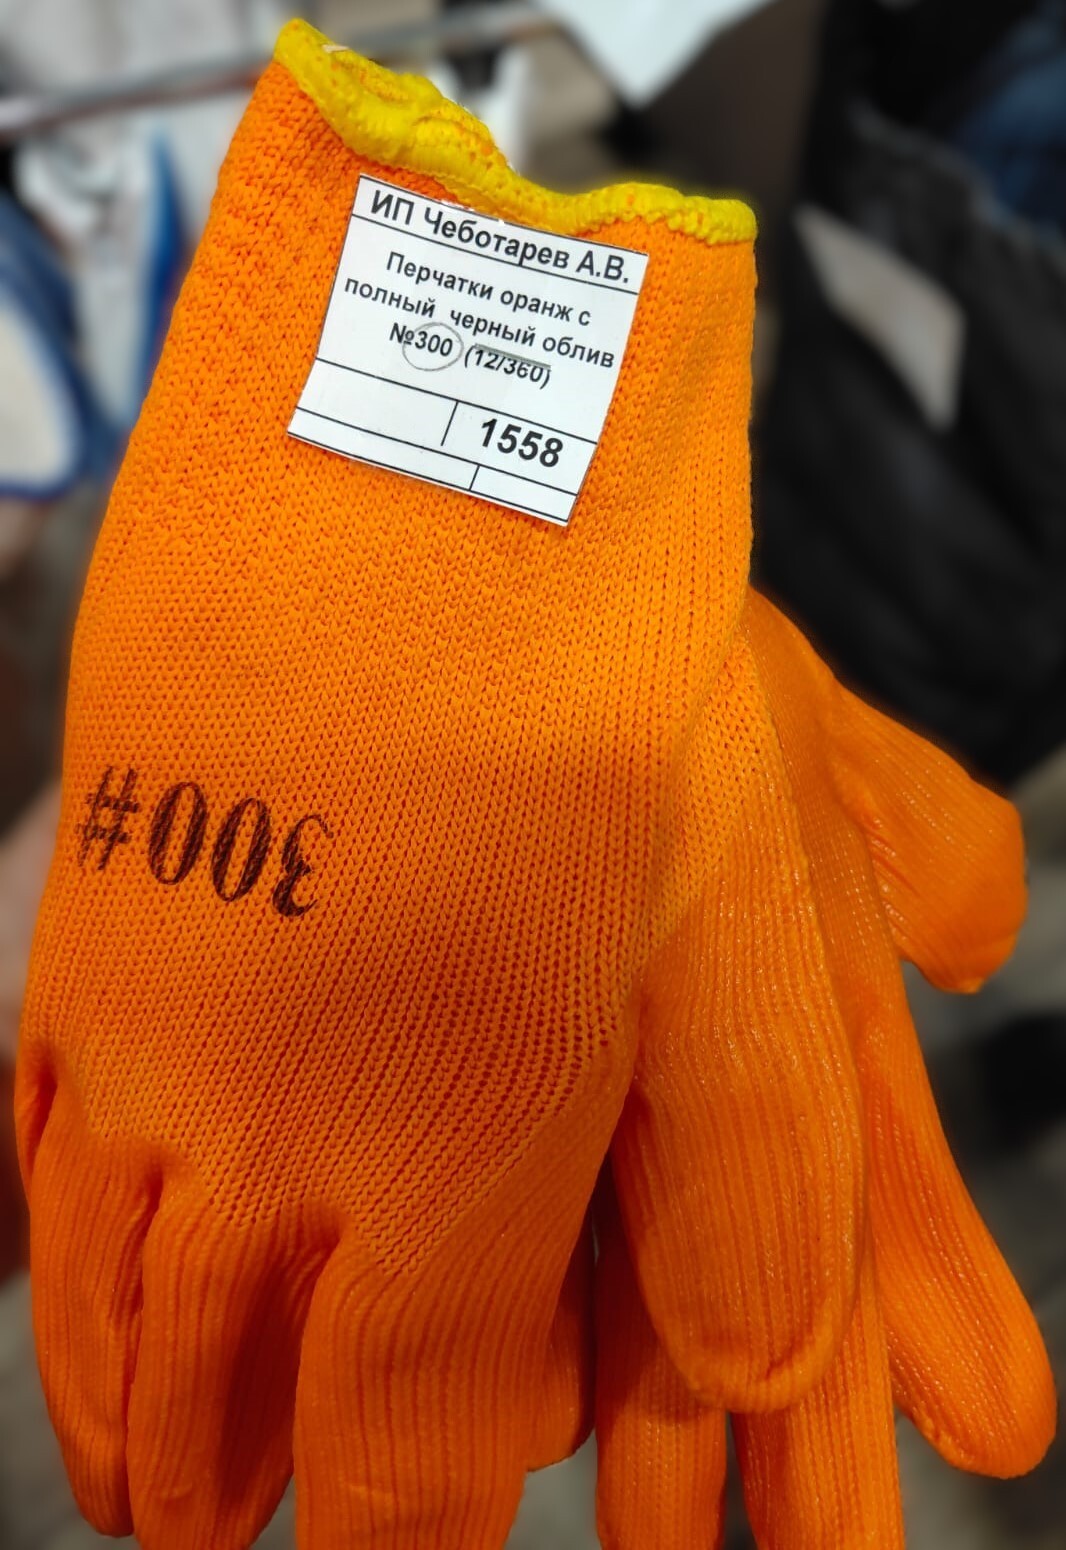 ИП Чеботарев А.В.
Перчатки оранж с
полный черный облив
№300 (12/360)
1558
300#